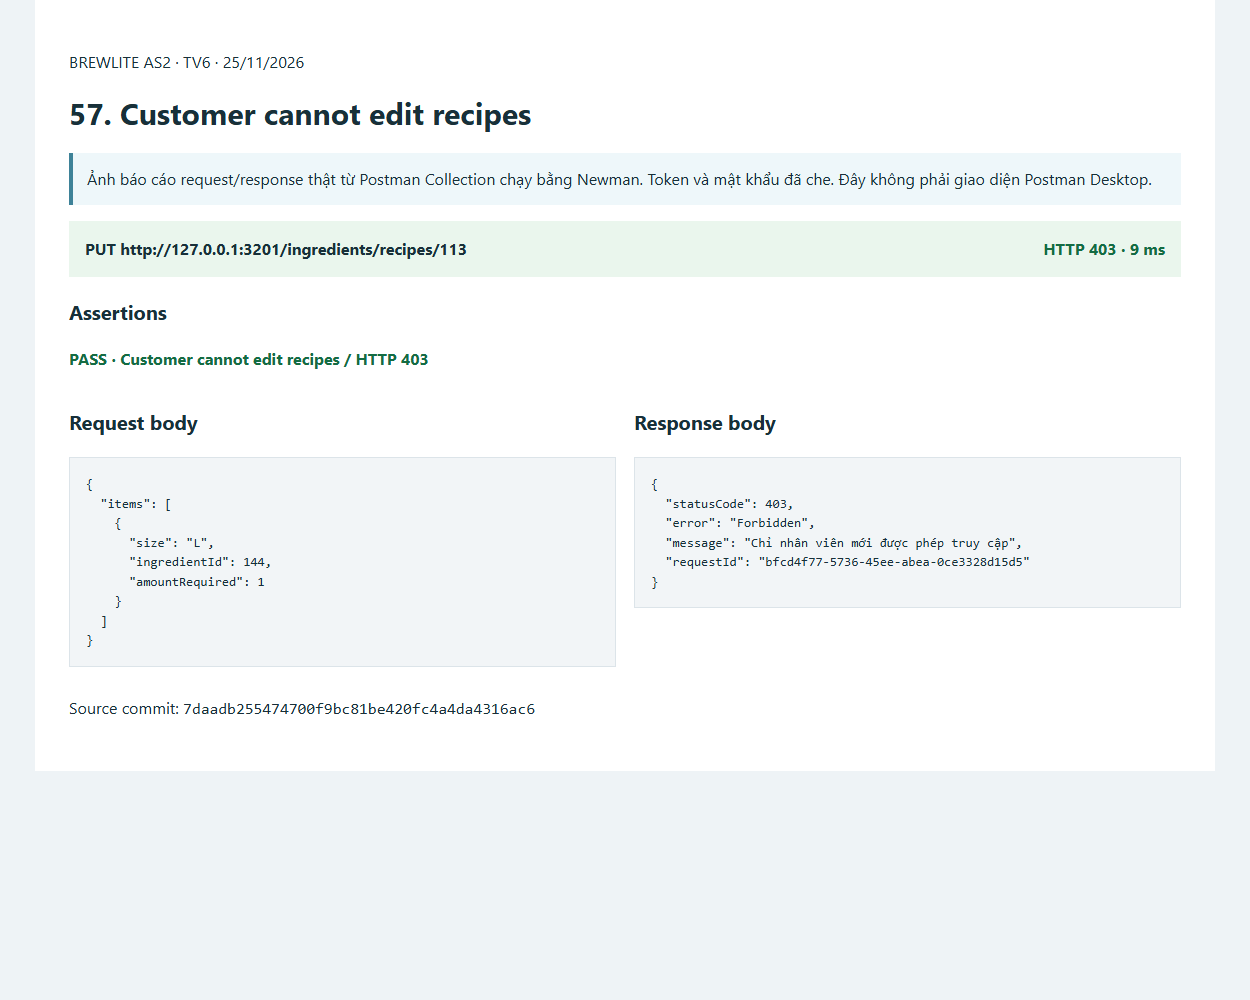 BREWLITE AS2 · TV6 · 25/11/2026
57. Customer cannot edit recipes
Ảnh báo cáo request/response thật từ Postman Collection chạy bằng Newman. Token và mật khẩu đã che. Đây không phải giao diện Postman Desktop.
PUT http://127.0.0.1:3201/ingredients/recipes/113
HTTP 403 · 9 ms
Assertions
PASS · Customer cannot edit recipes / HTTP 403
Request body
{
  "items": [
    {
      "size": "L",
      "ingredientId": 144,
      "amountRequired": 1
    }
  ]
}
Response body
{
  "statusCode": 403,
  "error": "Forbidden",
  "message": "Chỉ nhân viên mới được phép truy cập",
  "requestId": "bfcd4f77-5736-45ee-abea-0ce3328d15d5"
}
Source commit: 7daadb255474700f9bc81be420fc4a4da4316ac6